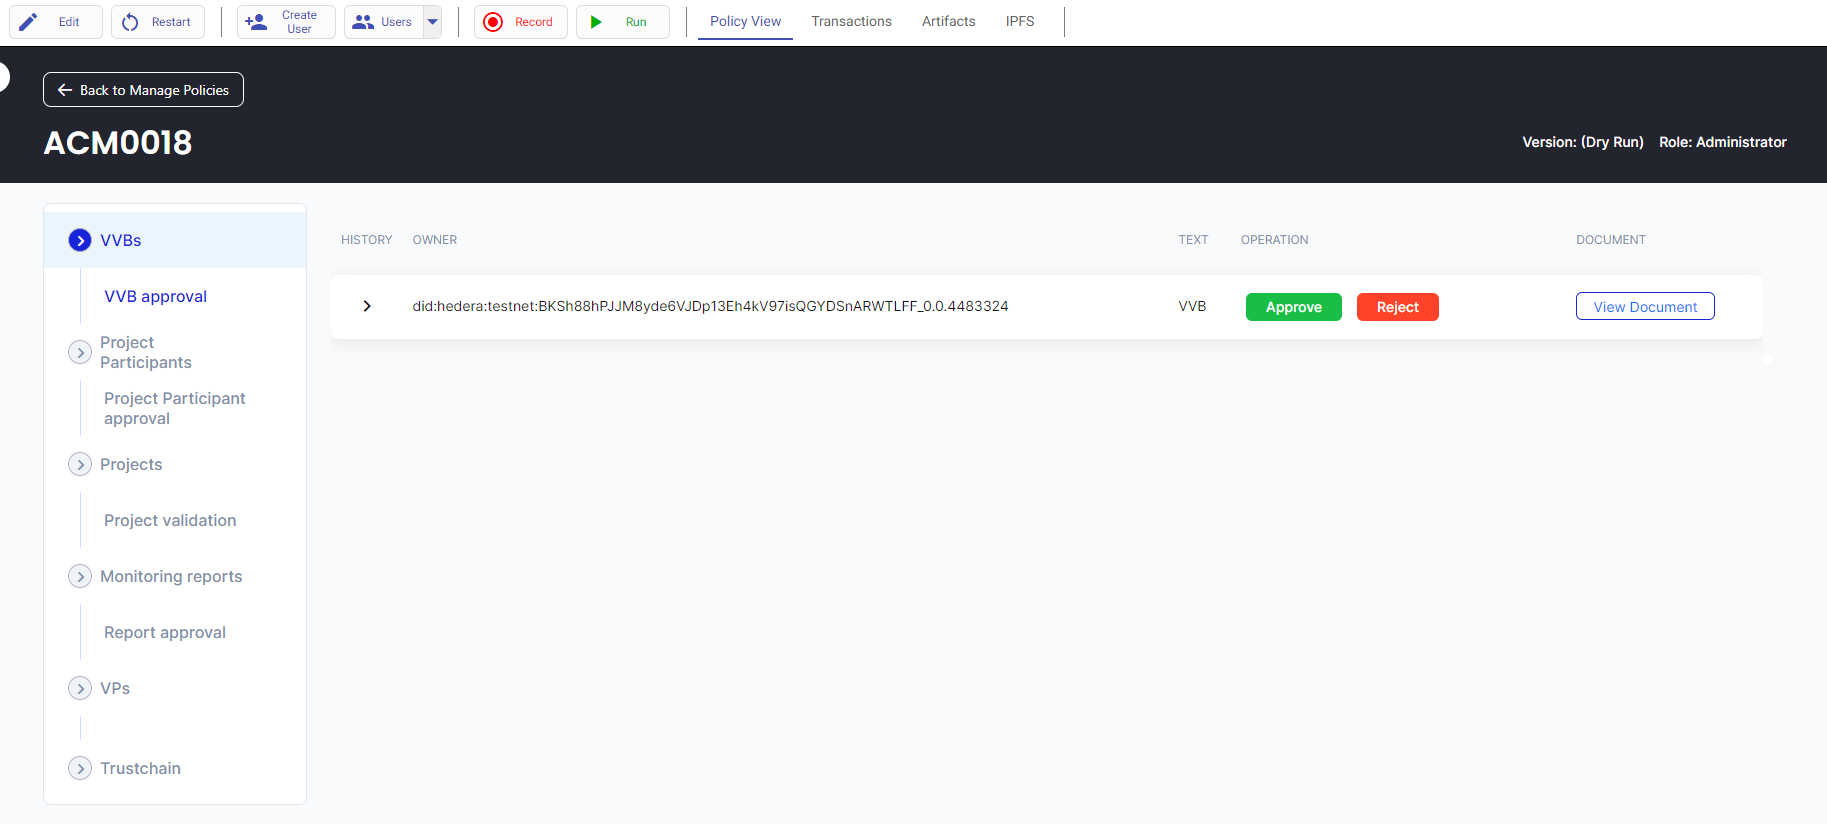 Edit
Restart
Create
User
Users
Record
Run
Policy View
Transactions
Artifacts
IPFS
Back to Manage Policies
ACM0018
Version: (Dry Run) Role: Administrator
VVBs
VVB approval
Project
Participants
Project Participant
approval
Projects
Project validation
Monitoring reports
Report approval
VPs
Trustchain
HISTORY OWNER TEXT OPERATION DOCUMENT
did:hedera:testnet:BKSh88hPJJM8yde6VJDp13Eh4kV97isQGYDSnARWTLFF_0.0.4483324 VVB Approve Reject View Document